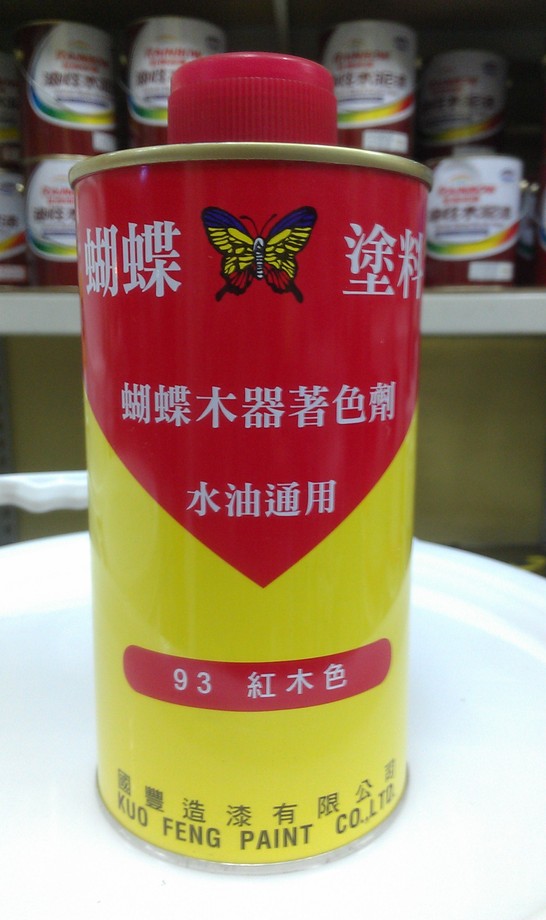 蝴蝶 塗料
蝴蝶木器著色劑
水油通用
93 紅木色
國豐造漆有限公司
KUO FENG PAINT CO.,LTD.